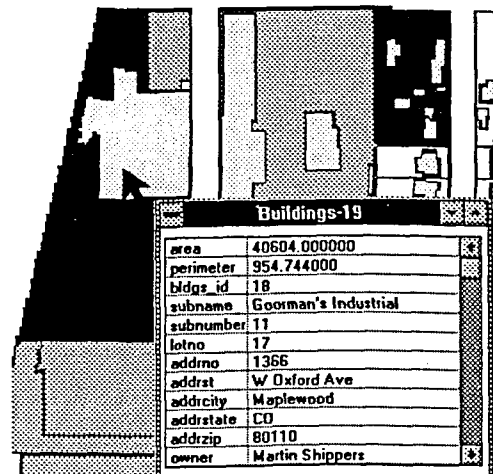 Buildings-19
area 40604.000000
perimeter 954.744000
bldgs_id 18
subname Goorman's Industrial
subnumber 11
lotno 17
addrno 1366
addrst W Oxford Ave
addrcity Maplewood
addrstate CO
addrzip 80110
owner Martin Shippers